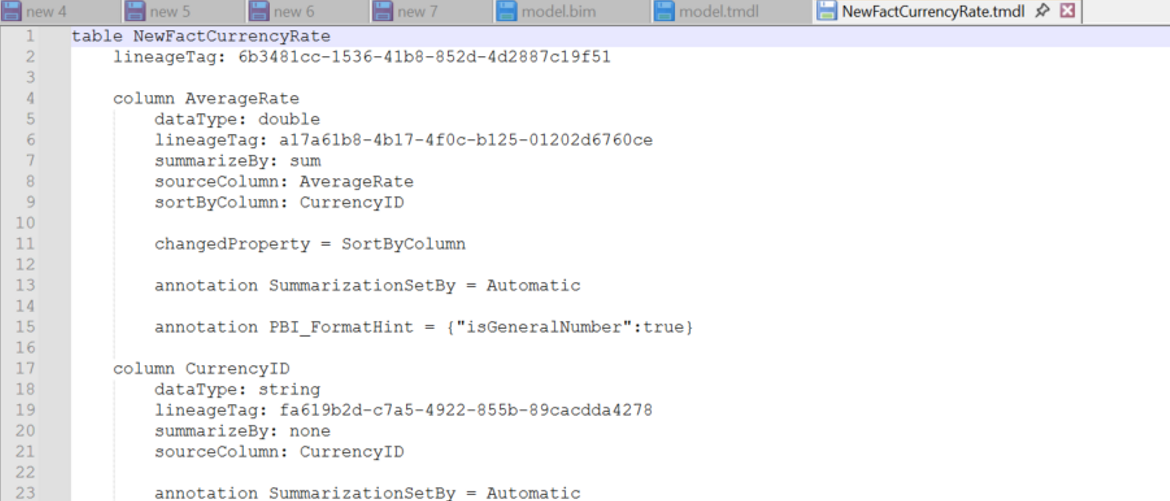 new 4 new 5 new 6 new 7 model.bim model.tmdl NewFactCurrencyRate.tmdl
1 table NewFactCurrencyRate
2 lineageTag: 6b3481cc-1536-41b8-852d-4d2887c19f51
3
4 column AverageRate
5 dataType: double
6 lineageTag: a17a61b8-4b17-4f0c-b125-01202d6760ce
7 summarizeBy: sum
8 sourceColumn: AverageRate
9 sortByColumn: CurrencyID
10
11 changedProperty = SortByColumn
12
13 annotation SummarizationSetBy = Automatic
14
15 annotation PBI_FormatHint = {"isGeneralNumber":true}
16
17 column CurrencyID
18 dataType: string
19 lineageTag: fa619b2d-c7a5-4922-855b-89cacdda4278
20 summarizeBy: none
21 sourceColumn: CurrencyID
22
23 annotation SummarizationSetBy = Automatic